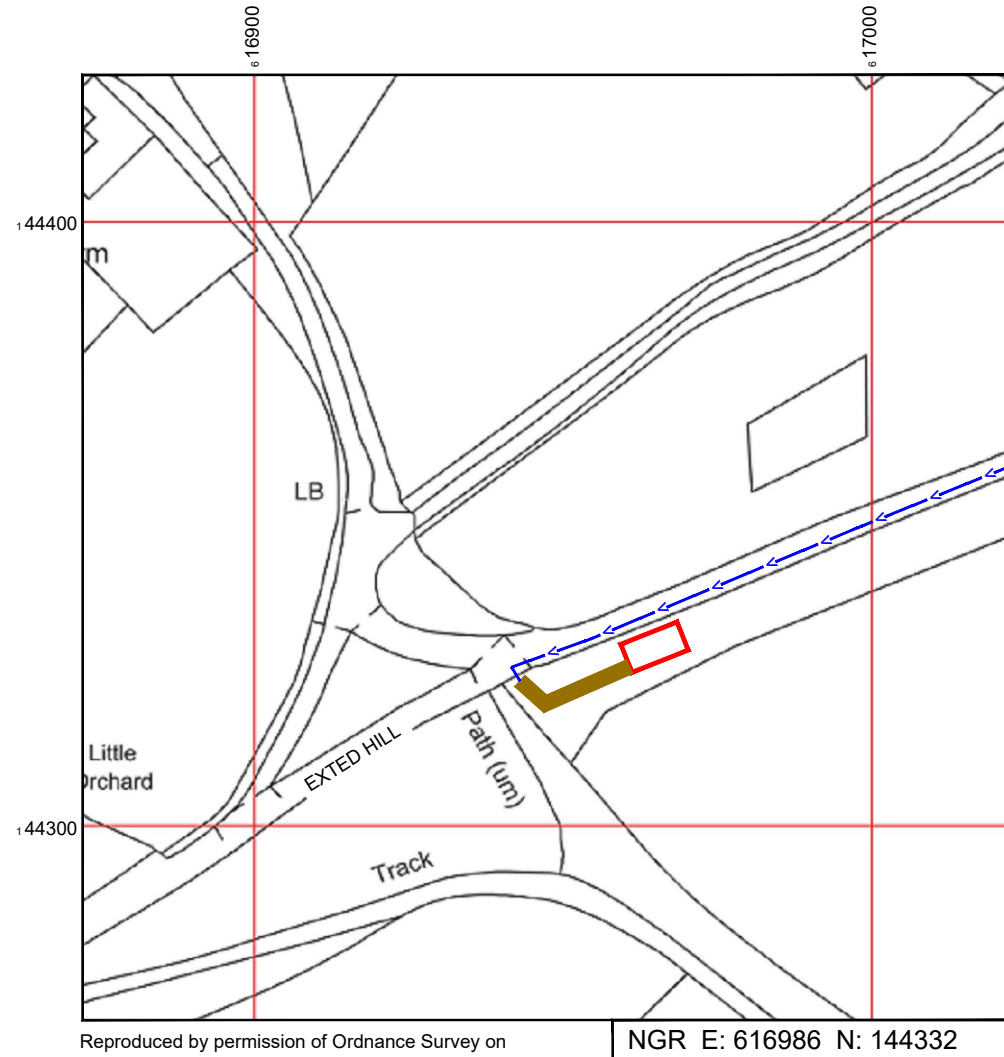 616900
617000
144400
m
LB
Path (um)
EXTED HILL
Little
Orchard
144300
Track
Reproduced by permission of Ordnance Survey on
NGR E: 616986 N: 144332